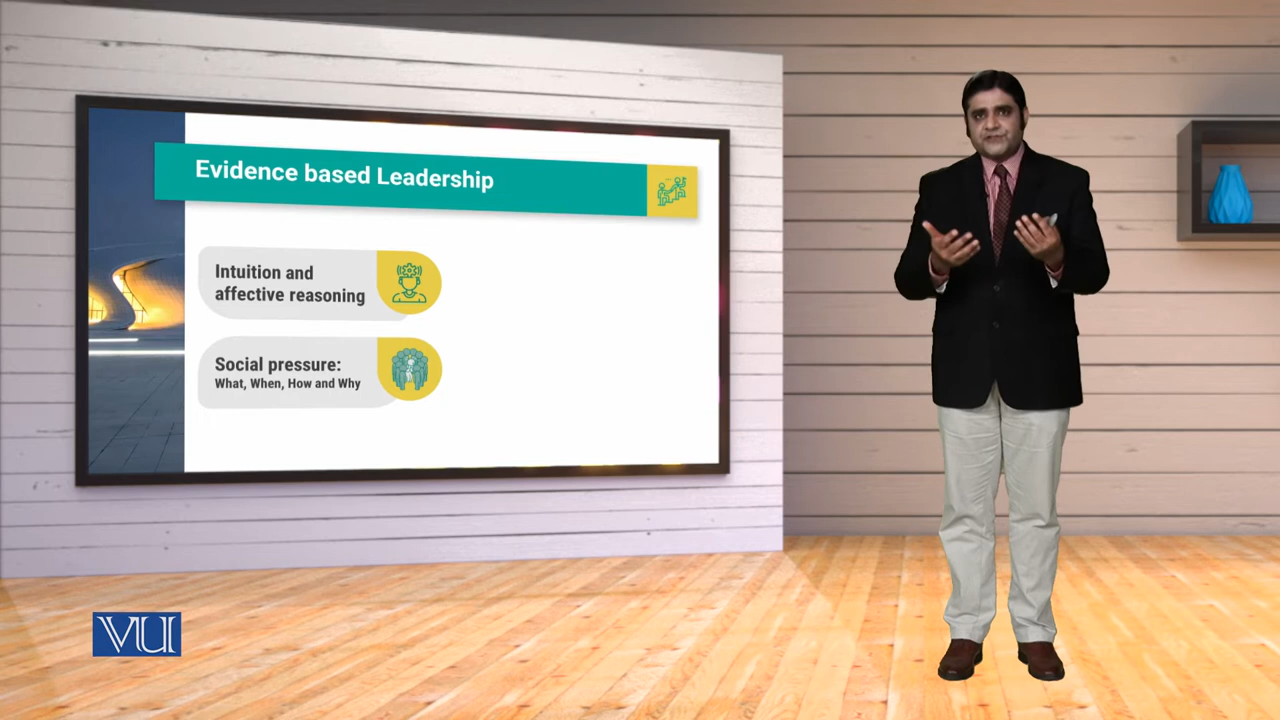 Evidence based Leadership
Intuition and
affective reasoning
Social pressure:
What, When, How and Why
VU